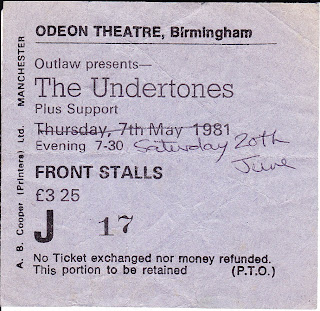 ODEON THEATRE, Birmingham
Outlaw presents—
The Undertones
Plus Support
Thursday, 7th May 1981
Evening 7-30 Saturday 20th
June
FRONT STALLS
£3 25
J 17
No Ticket exchanged nor money refunded.
This portion to be retained (P.T.O.)
A. B. Cooper (Printers) Ltd. MANCHESTER